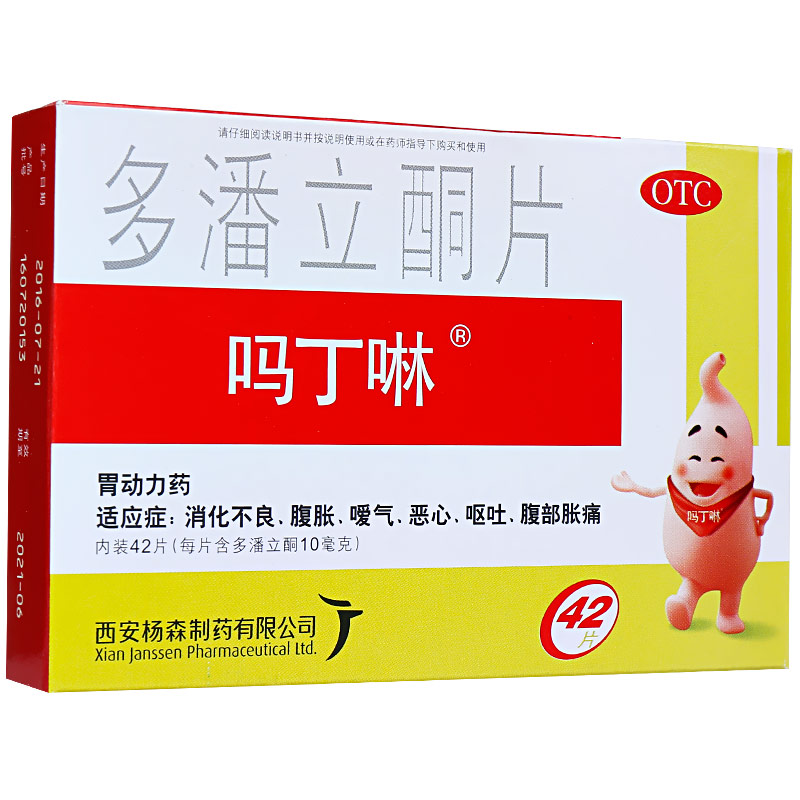 请仔细阅读说明书并按说明使用或在药师指导下购买和使用
多潘立酮片
OTC
吗丁啉®
胃动力药
适应症：消化不良、腹胀、嗳气、恶心、呕吐、腹部胀痛
内装42片(每片含多潘立酮10毫克)
西安杨森制药有限公司
Xian Janssen Pharmaceutical Ltd.
42
片
吗丁啉
生产日期
2016-07-21
产品批号
160720153
有效期至
2021-06